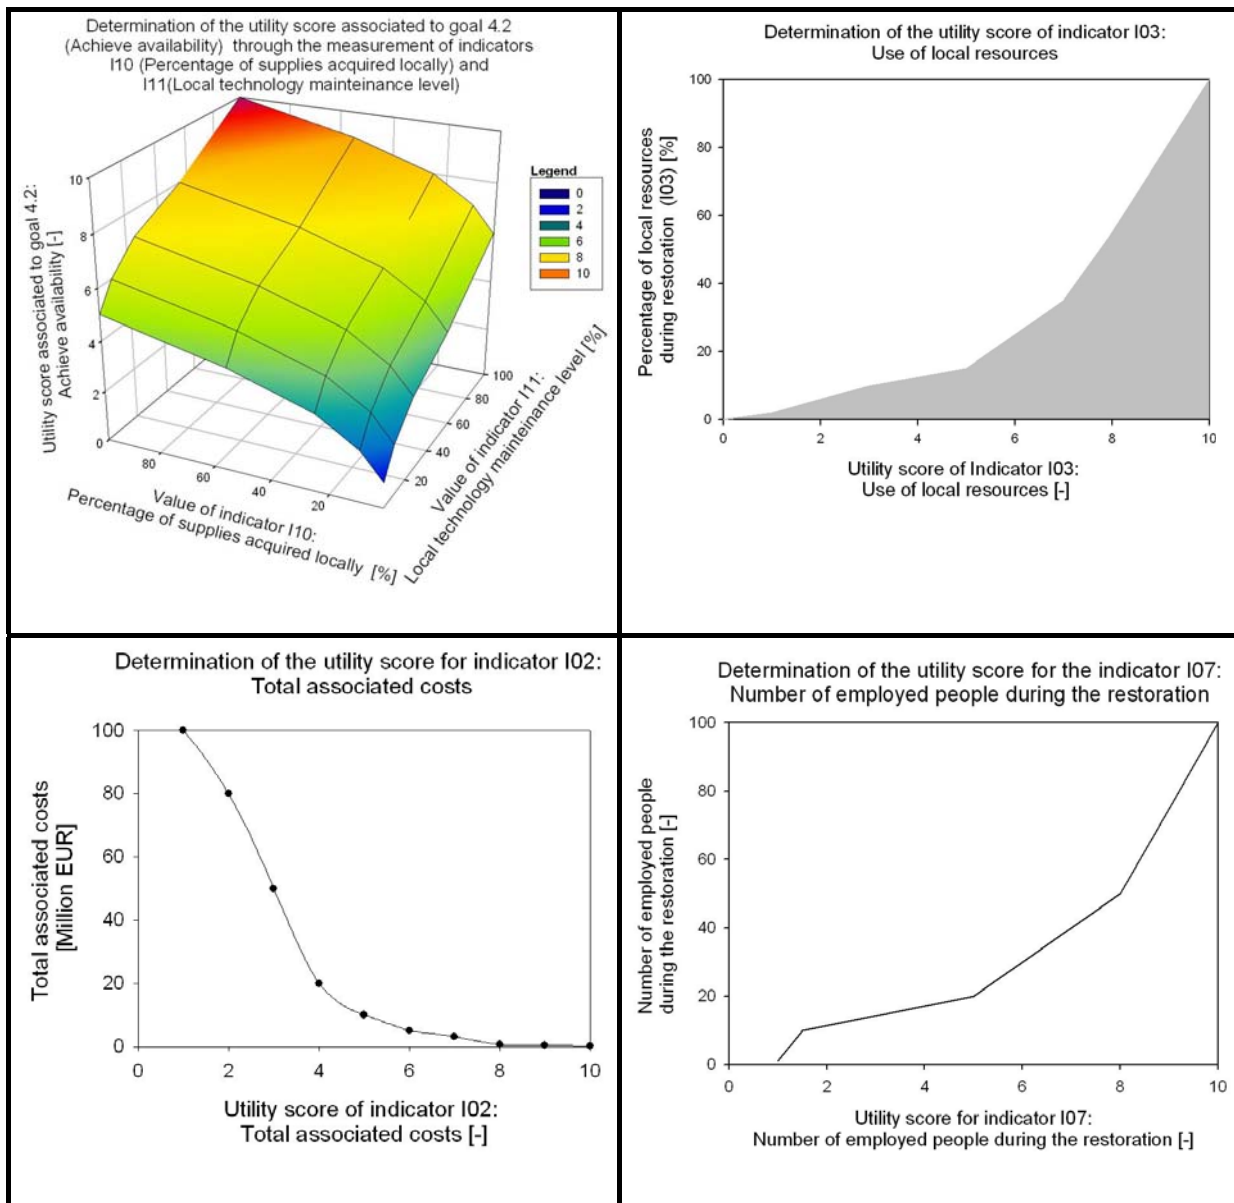 Determination of the utility score associated to goal 4.2
(Achieve availability) through the measurement of indicators
I10 (Percentage of supplies acquired locally) and
I11(Local technology mainteinance level)
Utility score associated to goal 4.2:
Achieve availability [-]
10
8
6
4
2
0
80
60
40
20
Value of indicator I10:
Percentage of supplies acquired locally [%]
20
40
60
80
100
Value of indicator I11:
Local technology mainteinance level [%]
Legend
0
2
4
6
8
10
Determination of the utility score of indicator I03:
Use of local resources
Percentage of local resources
during restoration (I03) [%]
100
80
60
40
20
0
0 2 4 6 8 10
Utility score of Indicator I03:
Use of local resources [-]
Determination of the utility score for indicator I02:
Total associated costs
Total associated costs
[Million EUR]
100
80
60
40
20
0
0 2 4 6 8 10
Utility score of indicator I02:
Total associated costs [-]
Determination of the utility score for the indicator I07:
Number of employed people during the restoration
Number of employed people
during the restoration [-]
100
80
60
40
20
0
0 2 4 6 8 10
Utility score for indicator I07:
Number of employed people during the restoration [-]